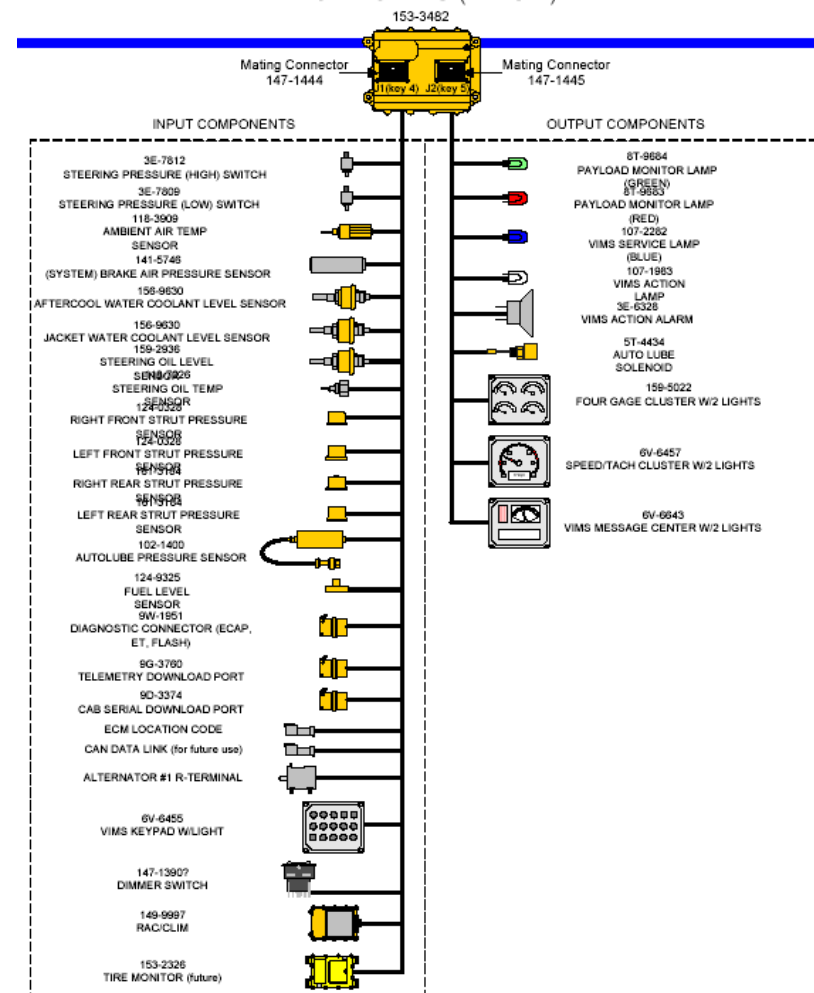 153-3482
Mating Connector
147-1444
Mating Connector
147-1445
J1(key 4) J2(key 5)
INPUT COMPONENTS
3E-7812
STEERING PRESSURE (HIGH) SWITCH
3E-7809
STEERING PRESSURE (LOW) SWITCH
118-3909
AMBIENT AIR TEMP
SENSOR
141-5746
(SYSTEM) BRAKE AIR PRESSURE SENSOR
156-9630
AFTERCOOL WATER COOLANT LEVEL SENSOR
156-9630
JACKET WATER COOLANT LEVEL SENSOR
159-2936
STEERING OIL LEVEL
SENSOR
STEERING OIL TEMP
SENSOR
124-0328
RIGHT FRONT STRUT PRESSURE
SENSOR
124-0328
LEFT FRONT STRUT PRESSURE
SENSOR
RIGHT REAR STRUT PRESSURE
SENSOR
LEFT REAR STRUT PRESSURE
SENSOR
102-1400
AUTOLUBE PRESSURE SENSOR
124-9325
FUEL LEVEL
SENSOR
9W-1951
DIAGNOSTIC CONNECTOR (ECAP,
ET, FLASH)
9G-3760
TELEMETRY DOWNLOAD PORT
9D-3374
CAB SERIAL DOWNLOAD PORT
ECM LOCATION CODE
CAN DATA LINK (for future use)
ALTERNATOR #1 R-TERMINAL
6V-6455
VIMS KEYPAD W/LIGHT
147-1390?
DIMMER SWITCH
149-9997
RAC/CLIM
153-2326
TIRE MONITOR (future)
OUTPUT COMPONENTS
8T-9684
PAYLOAD MONITOR LAMP
(GREEN)
8T-9683
PAYLOAD MONITOR LAMP
(RED)
107-2282
VIMS SERVICE LAMP
(BLUE)
107-1983
VIMS ACTION
LAMP
3E-6328
VIMS ACTION ALARM
5T-4434
AUTO LUBE
SOLENOID
159-5022
FOUR GAGE CLUSTER W/2 LIGHTS
6V-6457
SPEED/TACH CLUSTER W/2 LIGHTS
6V-6643
VIMS MESSAGE CENTER W/2 LIGHTS